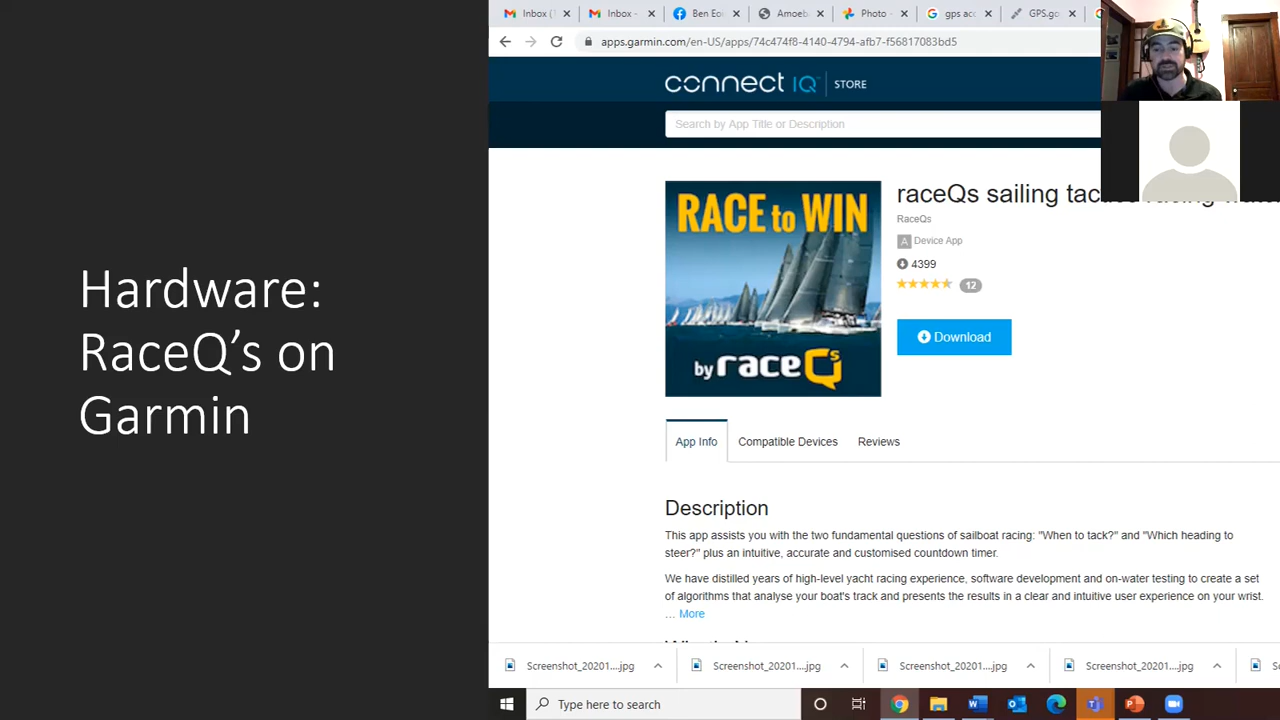 Hardware:
RaceQ's on
Garmin
Inbox (
Inbox -
Ben Eo
Amoeb
Photo -
gps acc
GPS.go
apps.garmin.com/en-US/apps/74c474f8-4140-4794-afb7-f56817083bd5
connect IQ™ STORE
Search by App Title or Description
RACE to WIN
by raceQs
raceQs sailing
RaceQs
A Device App
4399
12
Download
App Info
Compatible Devices
Reviews
Description
This app assists you with the two fundamental questions of sailboat racing: "When to tack?" and "Which heading to
steer?" plus an intuitive, accurate and customised countdown timer.
We have distilled years of high-level yacht racing experience, software development and on-water testing to create a set
of algorithms that analyse your boat's track and presents the results in a clear and intuitive user experience on your wrist.
... More
Screenshot_20201....jpg
Screenshot_20201....jpg
Screenshot_20201....jpg
Screenshot_20201....jpg
Type here to search